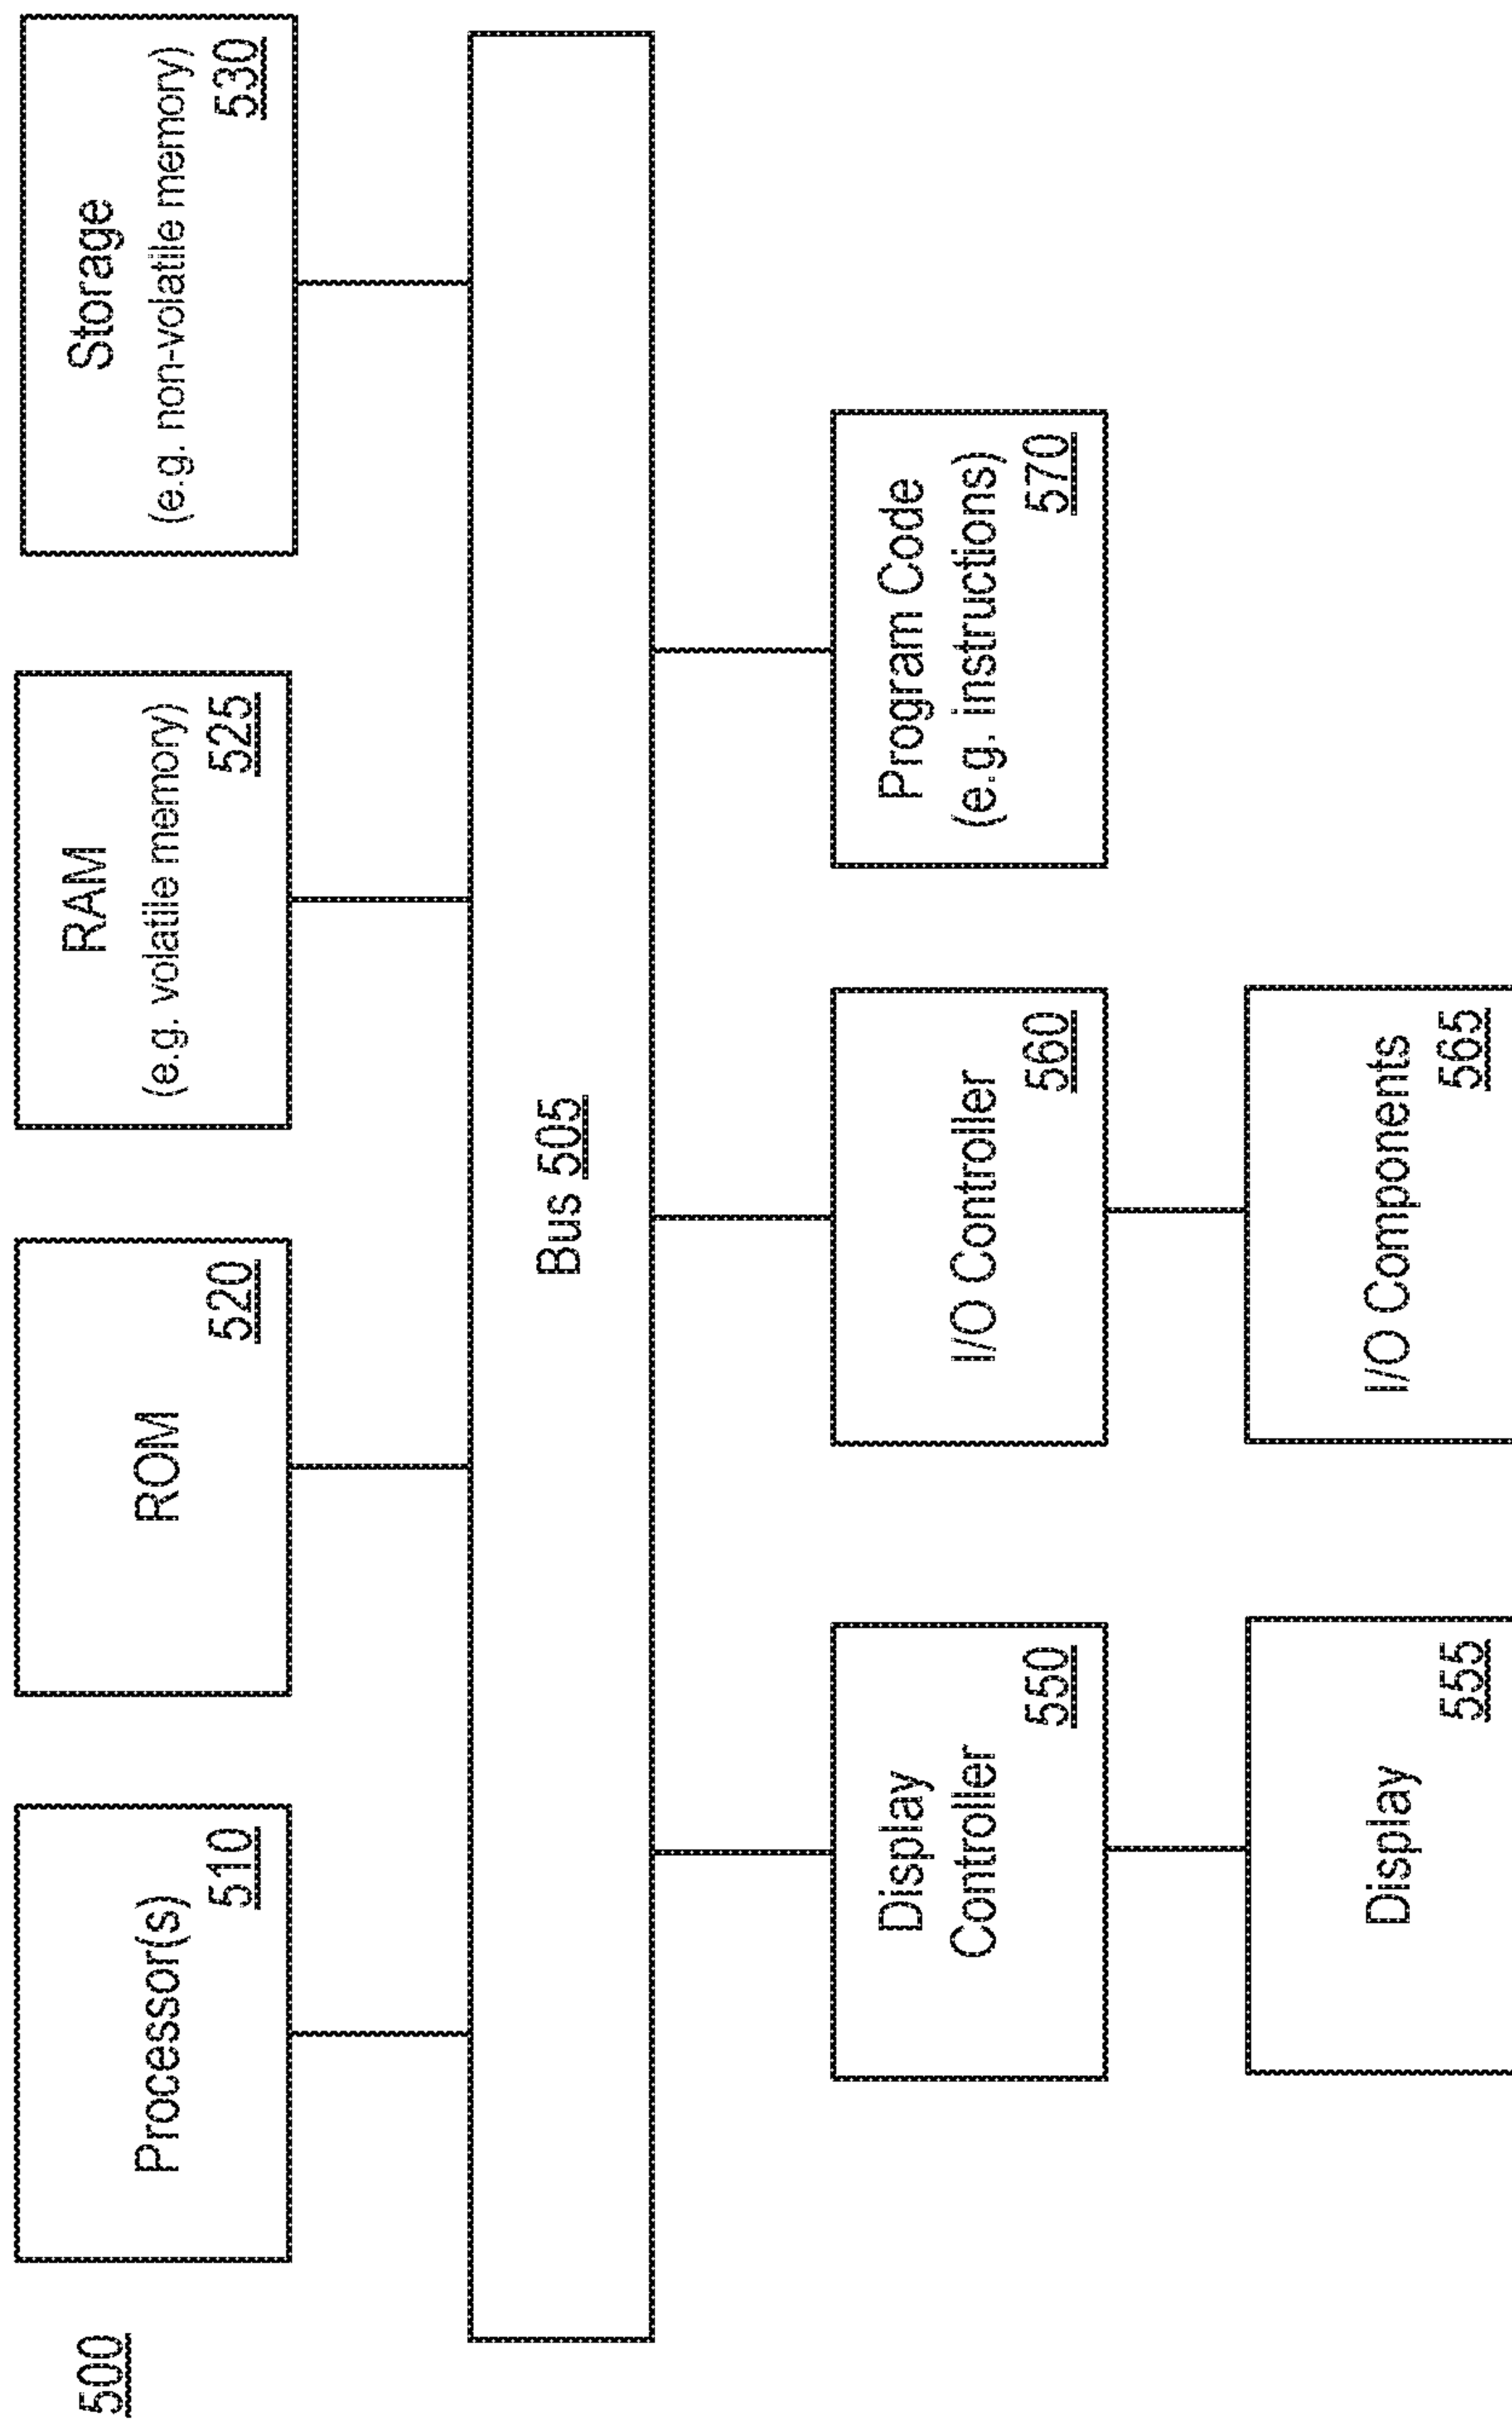 500
Processor(s)
510
ROM
520
RAM
(e.g. volatile memory)
525
Storage
(e.g. non-volatile memory)
530
Bus 505
Display
Controller
550
I/O Controller
560
Program Code
(e.g. instructions)
570
Display
555
I/O Components
565